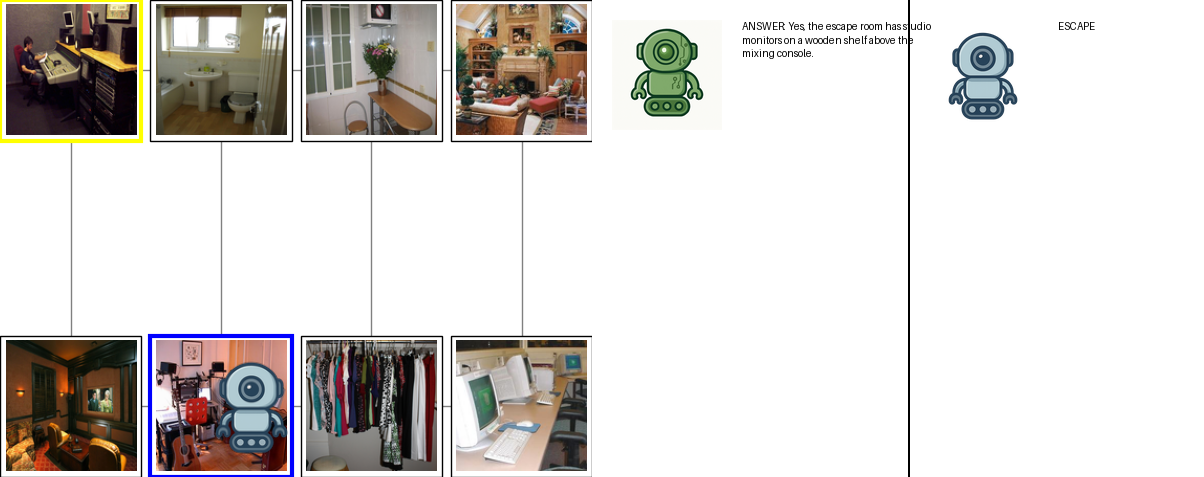 ANSWER: Yes, the escape room has studio
monitors on a wooden shelf above the
mixing console.
ESCAPE